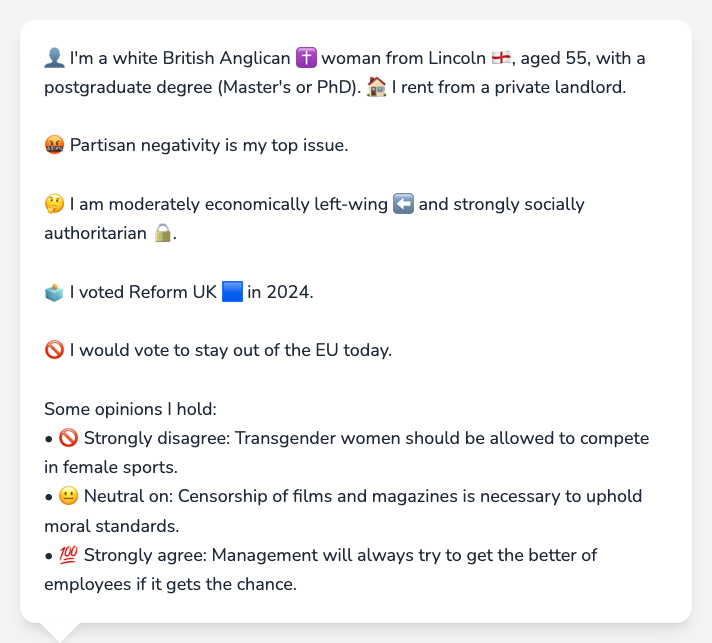 👤 I'm a white British Anglican ✝️ woman from Lincoln 🏴󠁧󠁢󠁥󠁮󠁧󠁿, aged 55, with a
postgraduate degree (Master's or PhD). 🏠 I rent from a private landlord.
🤬 Partisan negativity is my top issue.
🤔 I am moderately economically left-wing ⬅️ and strongly socially
authoritarian 🔒.
🗳️ I voted Reform UK 🟦 in 2024.
🚫 I would vote to stay out of the EU today.
Some opinions I hold:
• 🚫 Strongly disagree: Transgender women should be allowed to compete
in female sports.
• 😐 Neutral on: Censorship of films and magazines is necessary to uphold
moral standards.
• 💯 Strongly agree: Management will always try to get the better of
employees if it gets the chance.